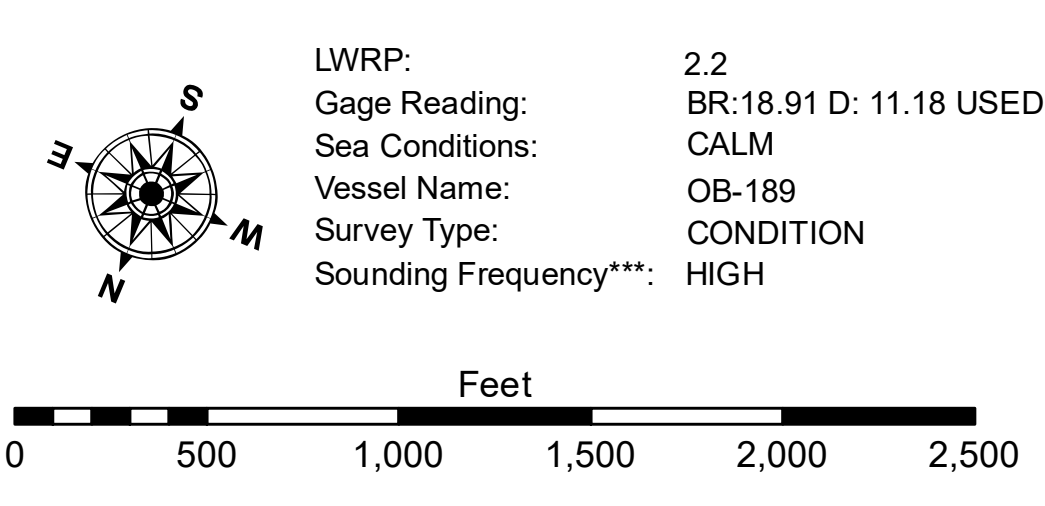 LWRP: 2.2
Gage Reading: BR:18.91 D: 11.18 USED
Sea Conditions: CALM
Vessel Name: OB-189
Survey Type: CONDITION
Sounding Frequency***: HIGH
S
E
W
N
Feet
0 500 1,000 1,500 2,000 2,500